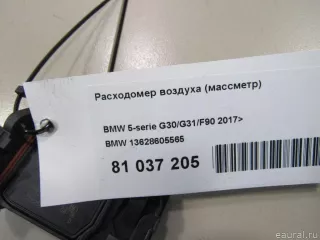 Расходомер воздуха (массметр)
BMW 5-serie G30/G31/F90 2017>
BMW 13628605565
81 037 205
eaural.ru